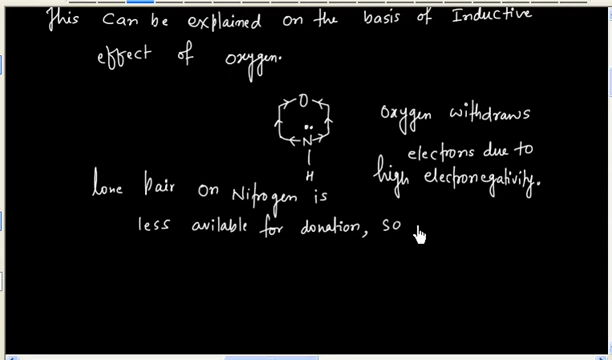 This Can be explained on the basis of Inductive
effect of oxygen.
O
N
H
oxygen withdraws
electrons due to
high electronegativity.
lone pair on Nitrogen is
less avilable for donation, so